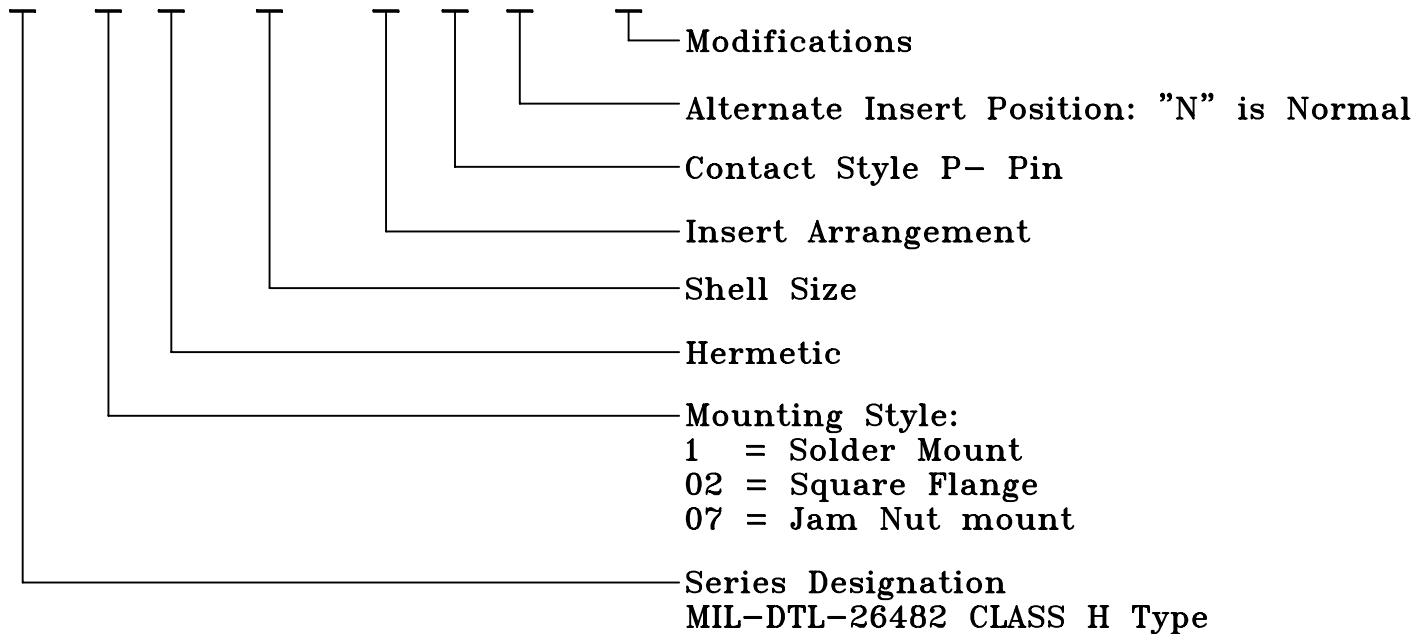 Modifications
Alternate Insert Position: ”N” is Normal
Contact Style P– Pin
Insert Arrangement
Shell Size
Hermetic
Mounting Style:
1 = Solder Mount
02 = Square Flange
07 = Jam Nut mount
Series Designation
MIL–DTL–26482 CLASS H Type